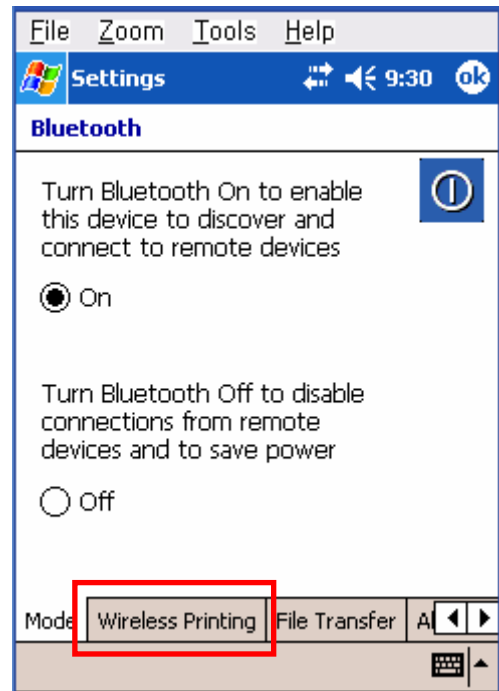 File Zoom Tools Help
Settings 9:30 ok
Bluetooth
Turn Bluetooth On to enable
this device to discover and
connect to remote devices
On
Turn Bluetooth Off to disable
connections from remote
devices and to save power
Off
Mode Wireless Printing File Transfer